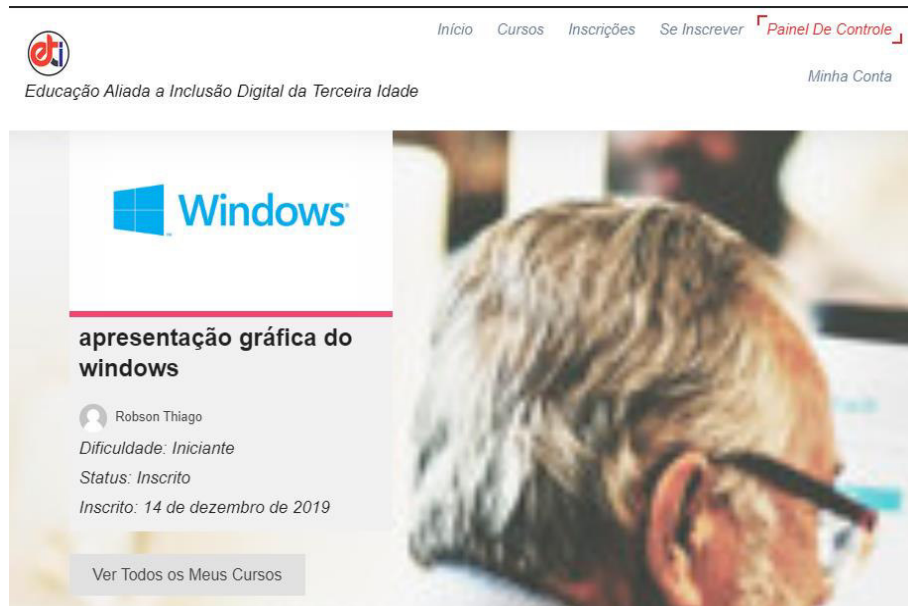 eti
Educação Aliada a Inclusão Digital da Terceira Idade
Início Cursos Inscrições Se Inscrever Painel De Controle
Minha Conta
Windows
apresentação gráfica do
windows
Robson Thiago
Dificuldade: Iniciante
Status: Inscrito
Inscrito: 14 de dezembro de 2019
Ver Todos os Meus Cursos